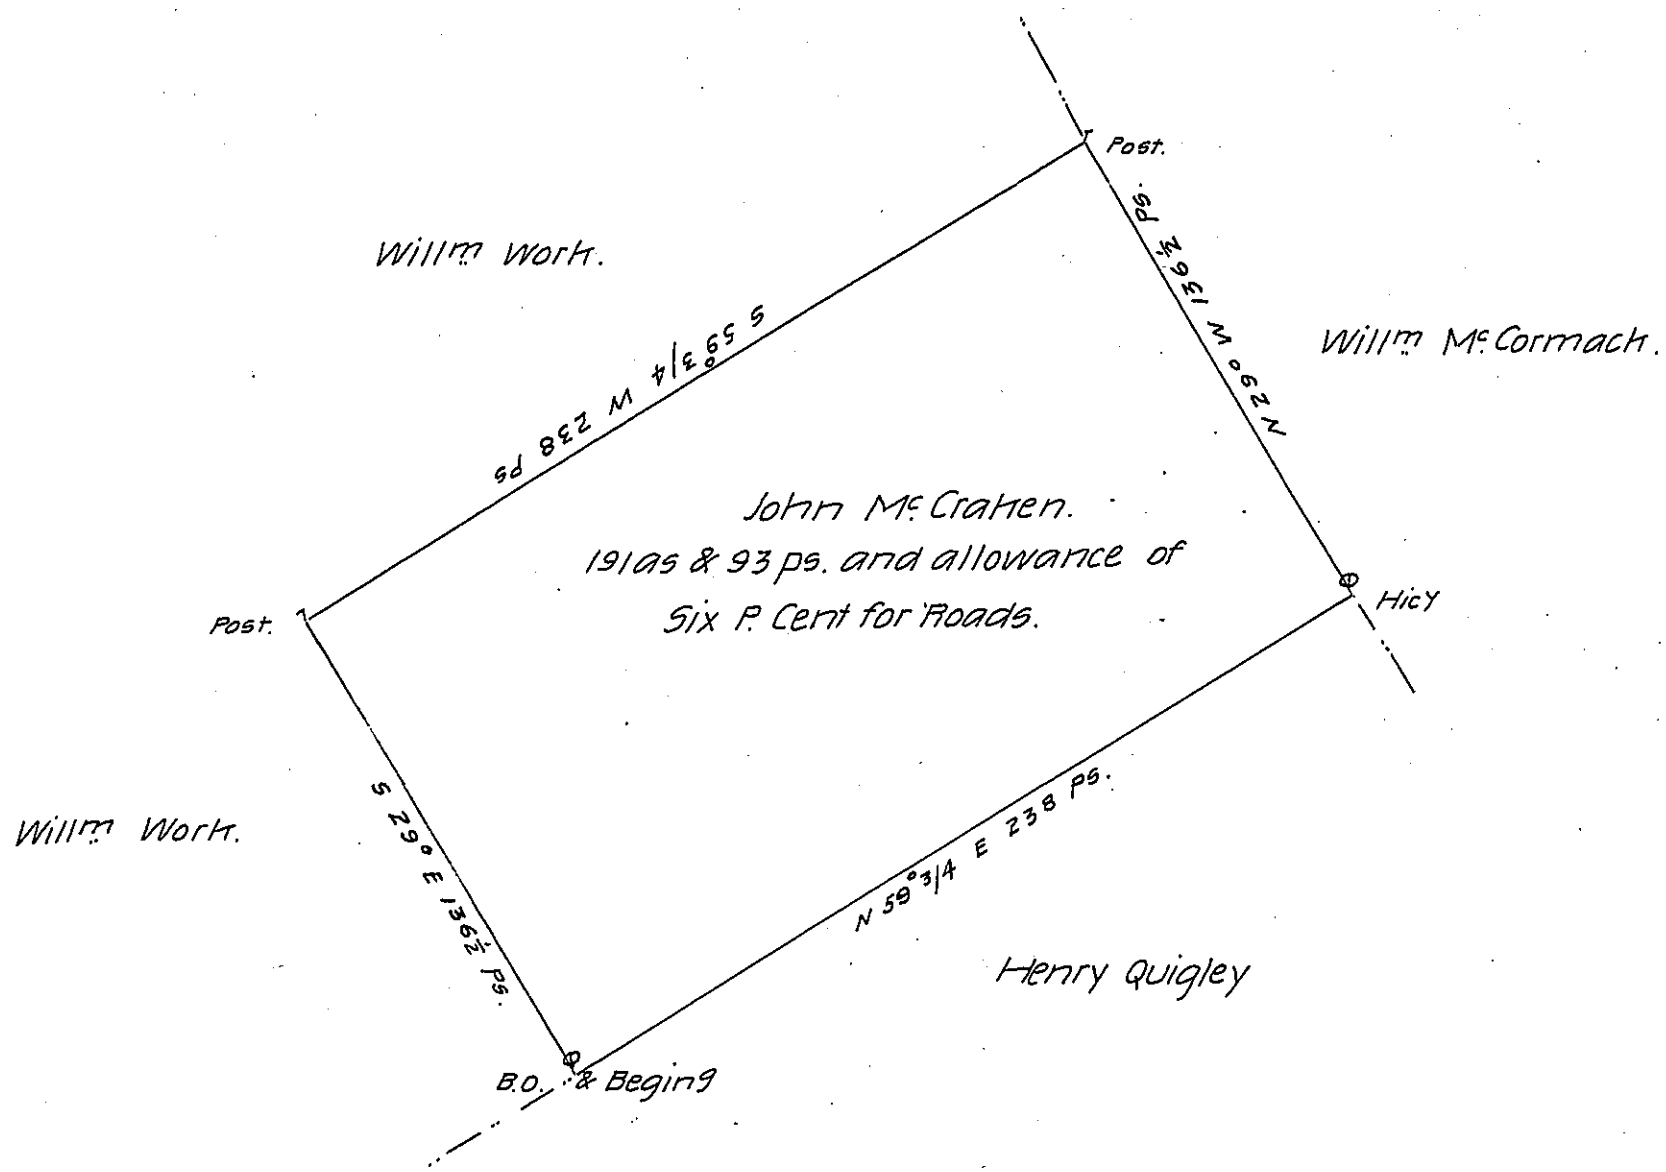 Post.
Willm Work.
N 29° W 136½ Ps.
Willm McCormack.
S 59°3/4 W 238 Ps
John McCraken.
191as & 93 ps. and allowance of
Six P. Cent for Roads.
Hicy
Post.
N 59°3/4 E 238 Ps.
S 29° E 136½ Ps.
Willm Work.
Henry Quigley
B.O. & Begin9